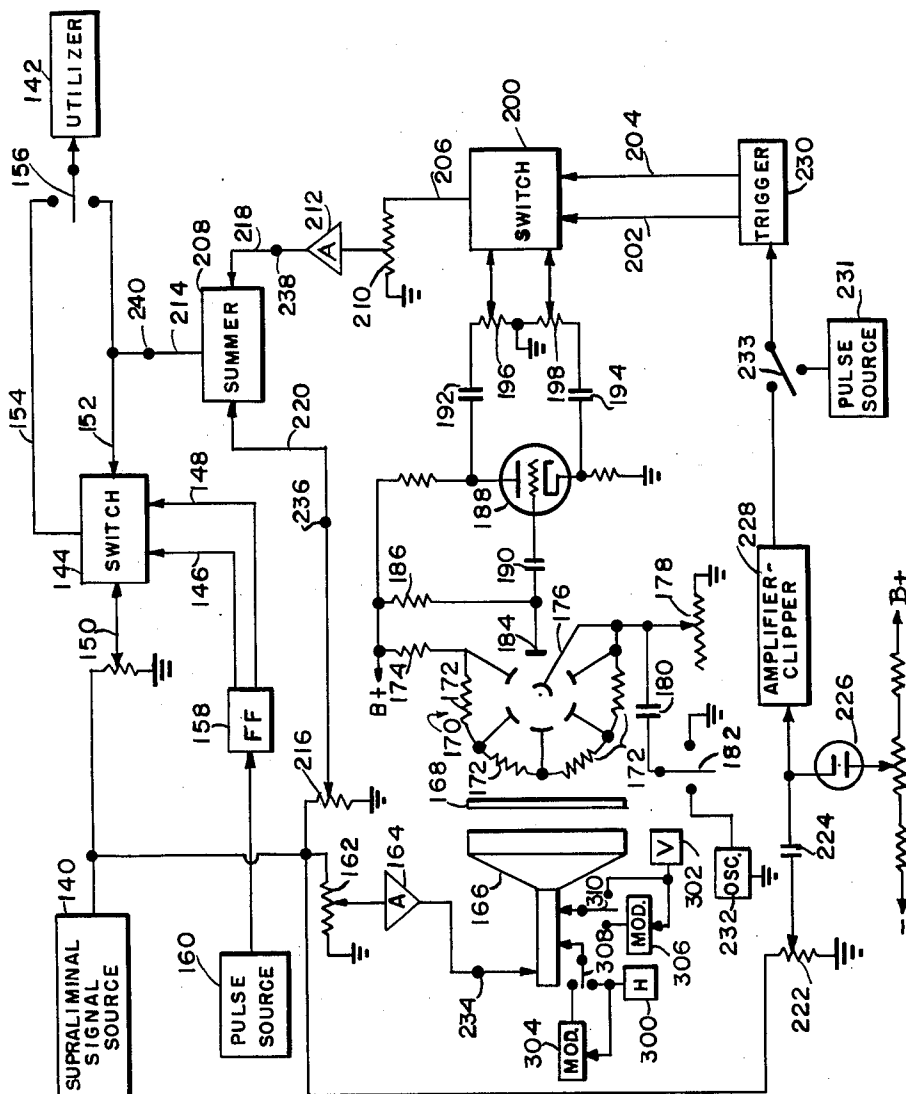 142
UTILIZER
156
154
152
140
SUPRALIMINAL
SIGNAL
SOURCE
144
SWITCH
150
146
148
158
FF
160
PULSE
SOURCE
240
214
208
SUMMER
218
238
212
A
220
236
216
210
206
200
SWITCH
202
204
162
164
A
234
B+
174
186
172
170
172
168
166
184
176
190
188
192
194
196
198
178
180
182
172
232
OSC.
V
302
310
MOD.
306
308
304
MOD.
H
300
222
224
226
228
AMPLIFIER-
CLIPPER
230
TRIGGER
233
231
PULSE
SOURCE
-
B+